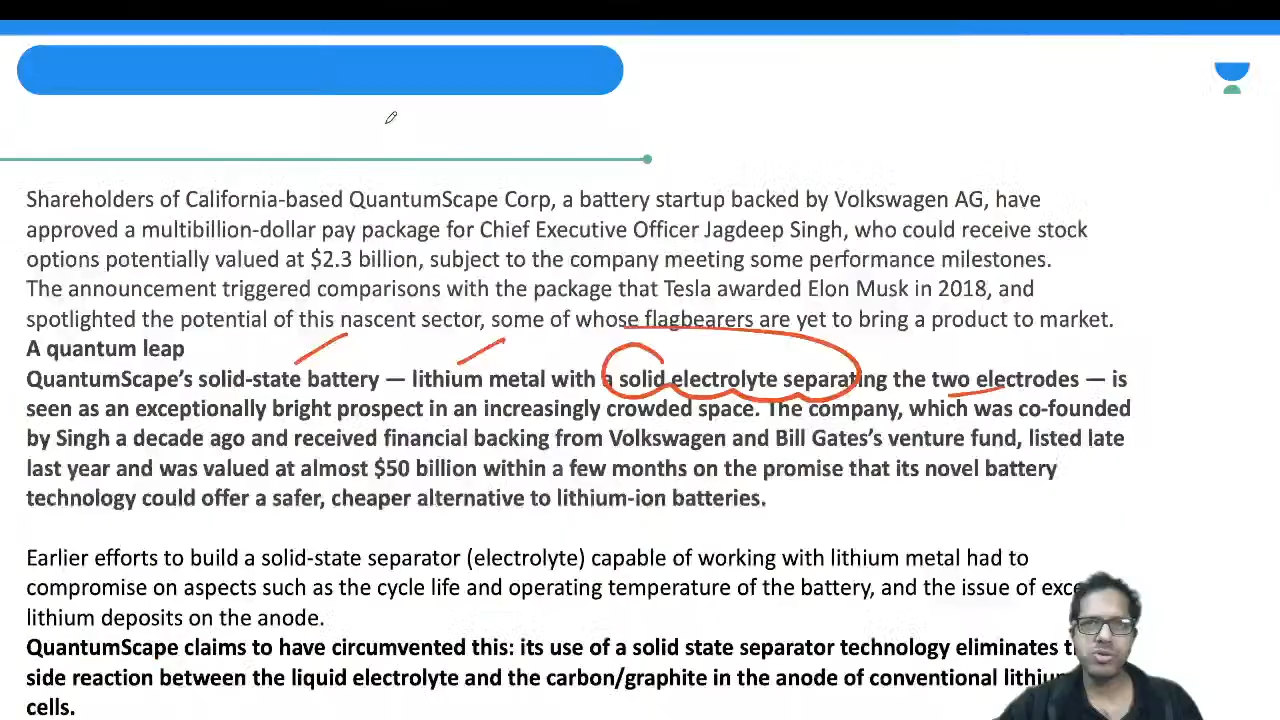 Shareholders of California-based QuantumScape Corp, a battery startup backed by Volkswagen AG, have
approved a multibillion-dollar pay package for Chief Executive Officer Jagdeep Singh, who could receive stock
options potentially valued at $2.3 billion, subject to the company meeting some performance milestones.
The announcement triggered comparisons with the package that Tesla awarded Elon Musk in 2018, and
spotlighted the potential of this nascent sector, some of whose flagbearers are yet to bring a product to market.
A quantum leap
QuantumScape's solid-state battery — lithium metal with a solid electrolyte separating the two electrodes — is
seen as an exceptionally bright prospect in an increasingly crowded space. The company, which was co-founded
by Singh a decade ago and received financial backing from Volkswagen and Bill Gates's venture fund, listed late
last year and was valued at almost $50 billion within a few months on the promise that its novel battery
technology could offer a safer, cheaper alternative to lithium-ion batteries.
Earlier efforts to build a solid-state separator (electrolyte) capable of working with lithium metal had to
compromise on aspects such as the cycle life and operating temperature of the battery, and the issue of
lithium deposits on the anode.
QuantumScape claims to have circumvented this: its use of a solid state separator technology eliminates
side reaction between the liquid electrolyte and the carbon/graphite in the anode of conventional
cells.